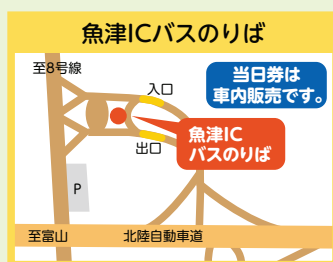 魚津ICバスのりば
至8号線
入口
当日券は
車内販売です。
出口
魚津IC
バスのりば
P
至富山
北陸自動車道